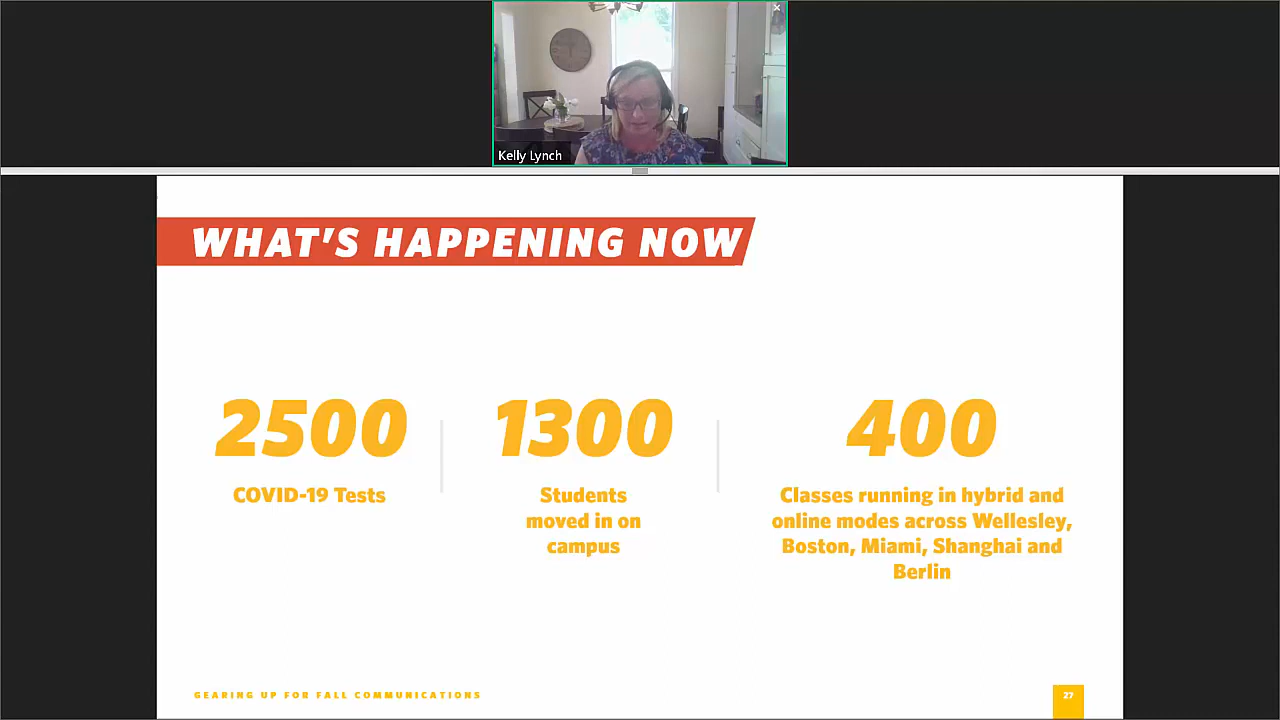 Kelly Lynch
WHAT'S HAPPENING NOW
2500
COVID-19 Tests
1300
Students
moved in on
campus
400
Classes running in hybrid and
online modes across Wellesley,
Boston, Miami, Shanghai and
Berlin
GEARING UP FOR FALL COMMUNICATIONS
27